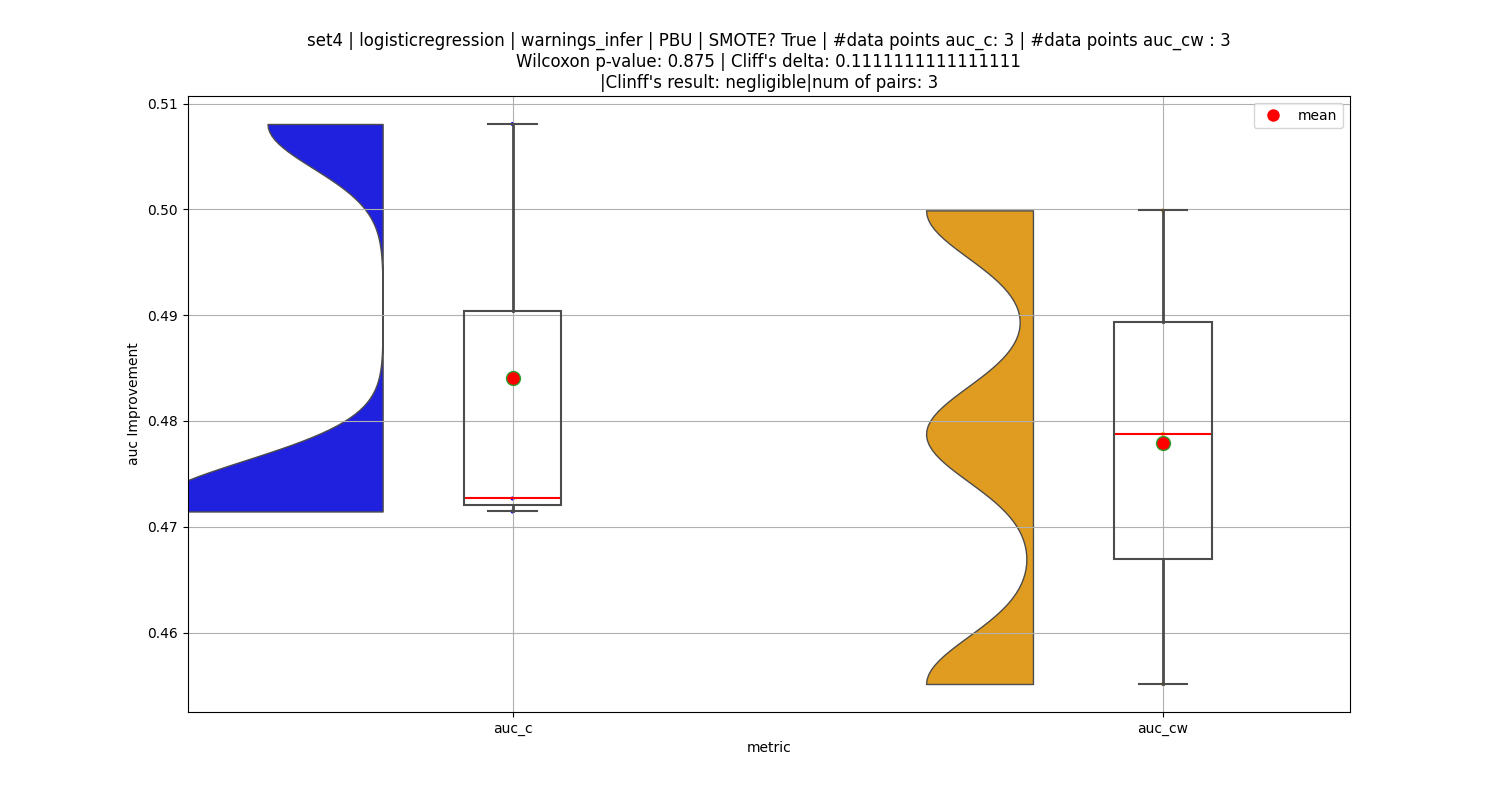 set4 | logisticregression | warnings_infer | PBU | SMOTE? True | #data points auc_c: 3 | #data points auc_cw : 3
Wilcoxon p-value: 0.875 | Cliff's delta: 0.1111111111111111
|Clinff's result: negligible|num of pairs: 3
mean
0.51
0.50
0.49
0.48
0.47
0.46
auc Improvement
auc_c
auc_cw
metric